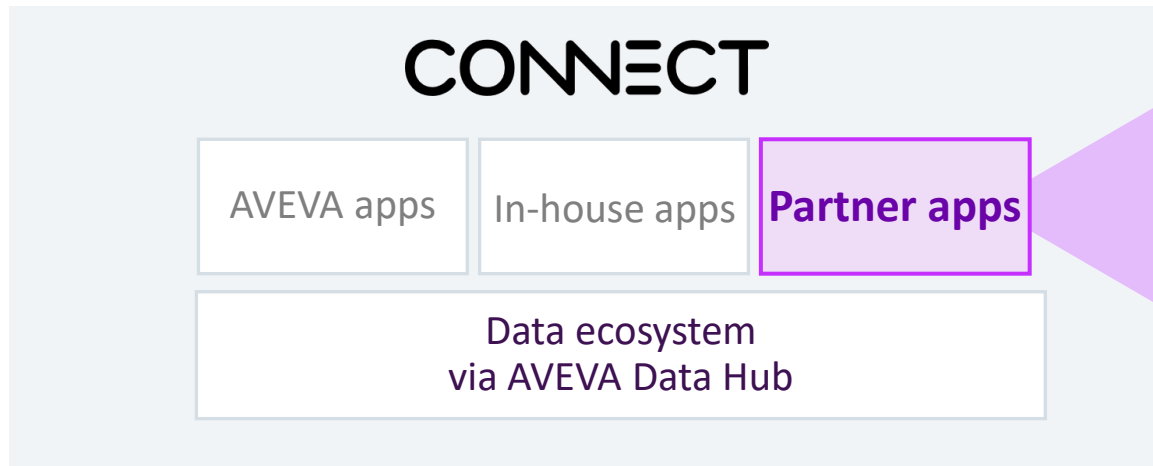 CONNECT
AVEVA apps
In-house apps
Partner apps
Data ecosystem
via AVEVA Data Hub